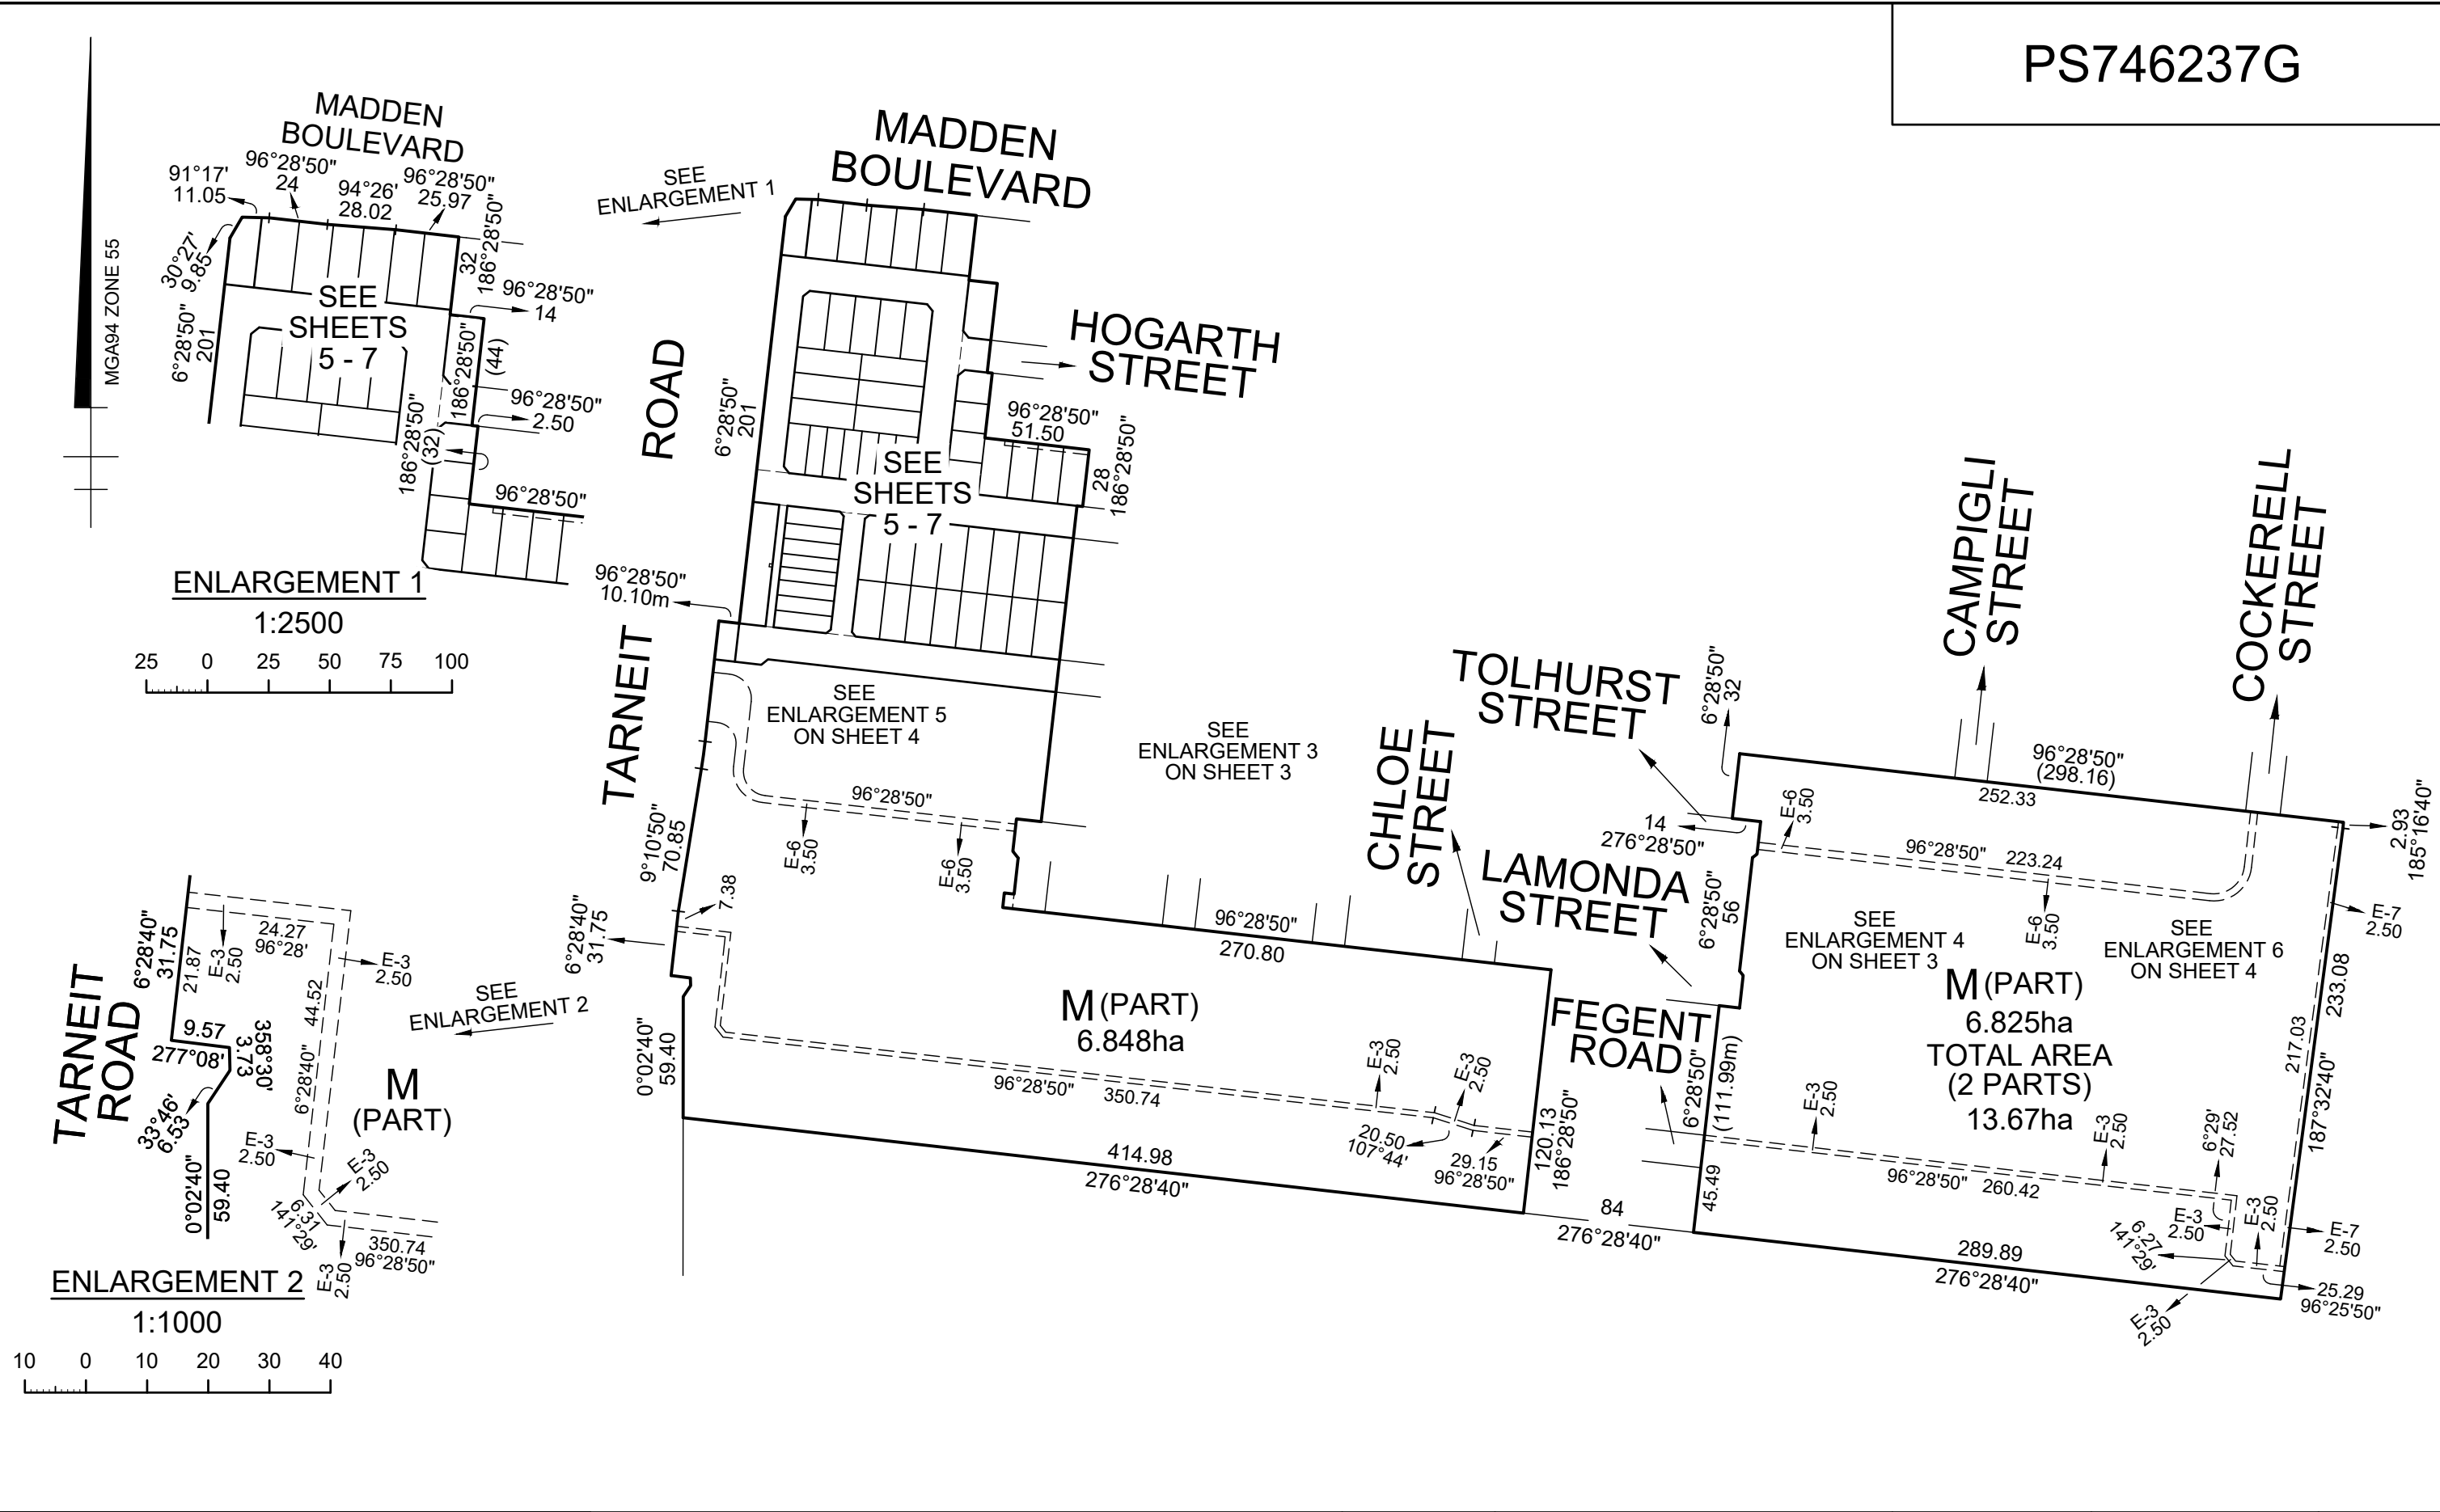 PS746237G
MGA94 ZONE 55
MADDEN
BOULEVARD
91°17'
11.05
96°28'50"
24
94°26'
28.02
96°28'50"
25.97
32
186°28'50"
30°27'
9.85
6°28'50"
201
SEE
SHEETS
5 - 7
96°28'50"
14
186°28'50"
(44)
96°28'50"
2.50
186°28'50"
(32)
96°28'50"
ENLARGEMENT 1
1:2500
25 0 25 50 75 100
SEE
ENLARGEMENT 1
MADDEN
BOULEVARD
HOGARTH
STREET
ROAD
6°28'50"
201
96°28'50"
51.50
28
186°28'50"
SEE
SHEETS
5 - 7
96°28'50"
10.10m
TARNEIT
SEE
ENLARGEMENT 5
ON SHEET 4
SEE
ENLARGEMENT 3
ON SHEET 3
96°28'50"
E-6
3.50
E-6
3.50
9°10'50"
70.85
7.38
6°28'40"
31.75
SEE
ENLARGEMENT 2
0°02'40"
59.40
CHLOE
STREET
TOLHURST
STREET
LAMONDA
STREET
FEGENT
ROAD
CAMPIGLI
STREET
COCKERELL
STREET
96°28'50"
270.80
M (PART)
6.848ha
96°28'50" 350.74
E-3
2.50
E-3
2.50
20.50
107°44'
29.15
96°28'50"
120.13
186°28'50"
414.98
276°28'40"
84
276°28'40"
6°28'50"
32
14
276°28'50"
6°28'50"
56
6°28'50"
(111.99m)
45.49
96°28'50"
(298.16)
252.33
2.93
185°16'40"
E-6
3.50
96°28'50" 223.24
E-6
3.50
SEE
ENLARGEMENT 4
ON SHEET 3
SEE
ENLARGEMENT 6
ON SHEET 4
E-7
2.50
M (PART)
6.825ha
TOTAL AREA
(2 PARTS)
13.67ha
233.08
217.03
187°32'40"
E-3
2.50
E-3
2.50
6°29'
27.52
96°28'50" 260.42
E-3
2.50
E-3
2.50
E-7
2.50
6.27
141°29'
289.89
276°28'40"
25.29
96°25'50"
E-3
2.50
TARNEIT
ROAD
6°28'40"
31.75
21.87
E-3
2.50
24.27
96°28'
44.52
E-3
2.50
9.57
277°08'
358°30'
3.73
6°28'40"
33°46'
6.53
M
(PART)
E-3
2.50
E-3
2.50
0°02'40"
59.40
6.31
141°29'
350.74
96°28'50"
E-3
2.50
ENLARGEMENT 2
1:1000
10 0 10 20 30 40